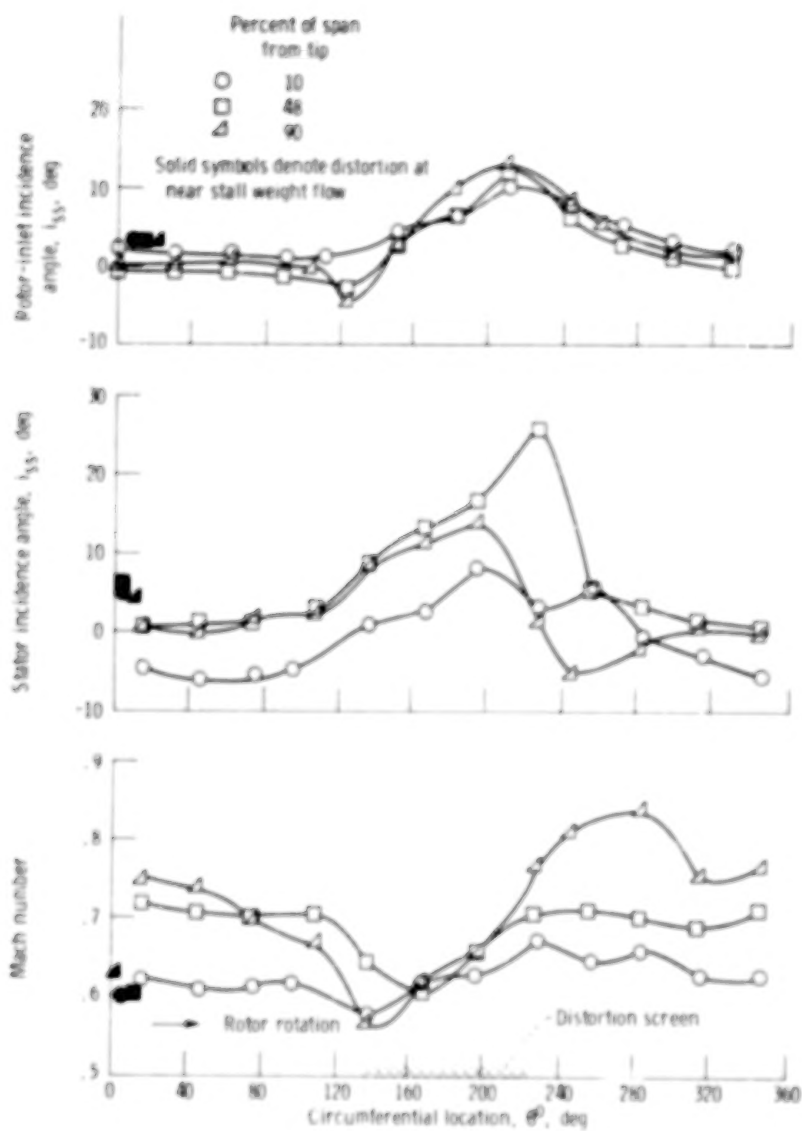 Percent of span
from tip
10
48
90
Solid symbols denote distortion at
near stall weight flow
20
10
0
-10
Rotor-inlet incidence
angle, iss, deg
30
20
10
0
-10
Stator incidence angle, iss, deg
.9
.8
.7
.6
.5
Mach number
Rotor rotation
Distortion screen
0 40 80 120 160 200 240 280 320 360
Circumferential location, θ⁰, deg